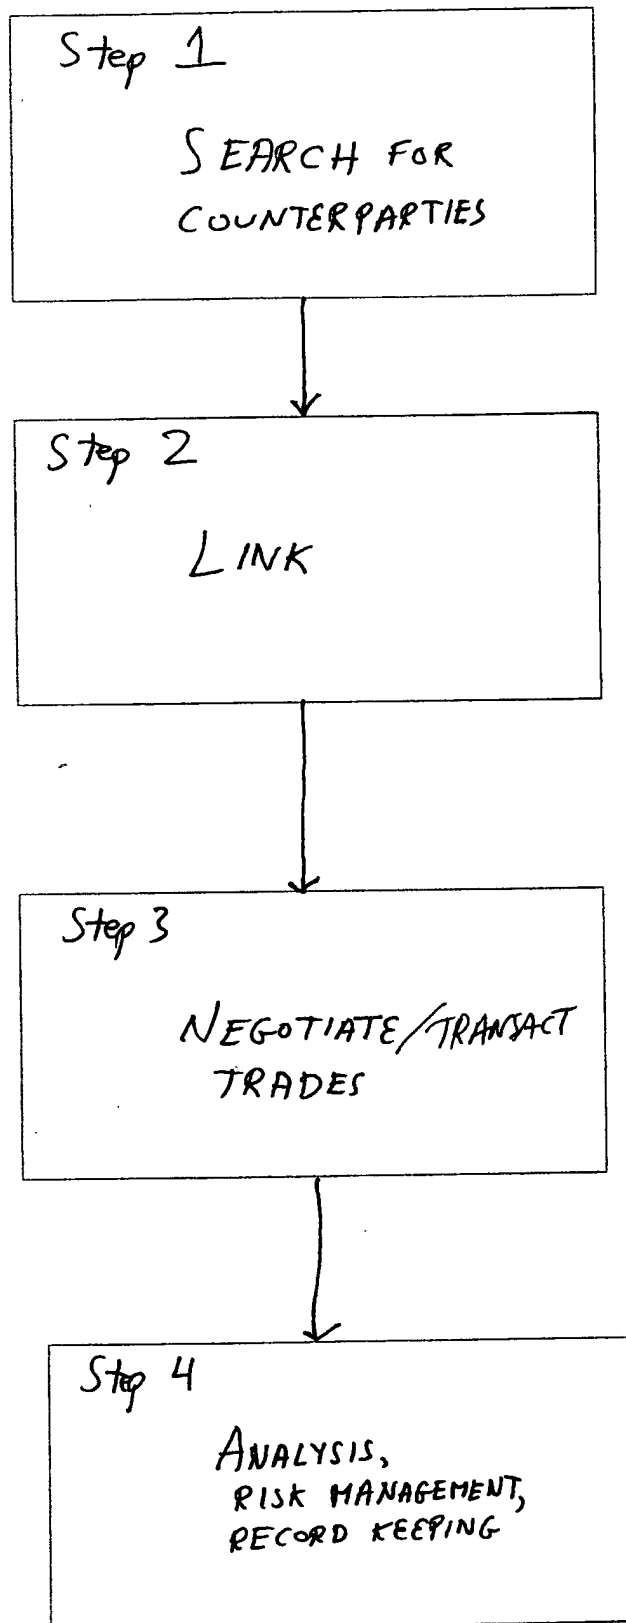 Step 1
SEARCH FOR
COUNTERPARTIES
Step 2
LINK
Step 3
NEGOTIATE/TRANSACT
TRADES
Step 4
ANALYSIS,
RISK MANAGEMENT,
RECORD KEEPING